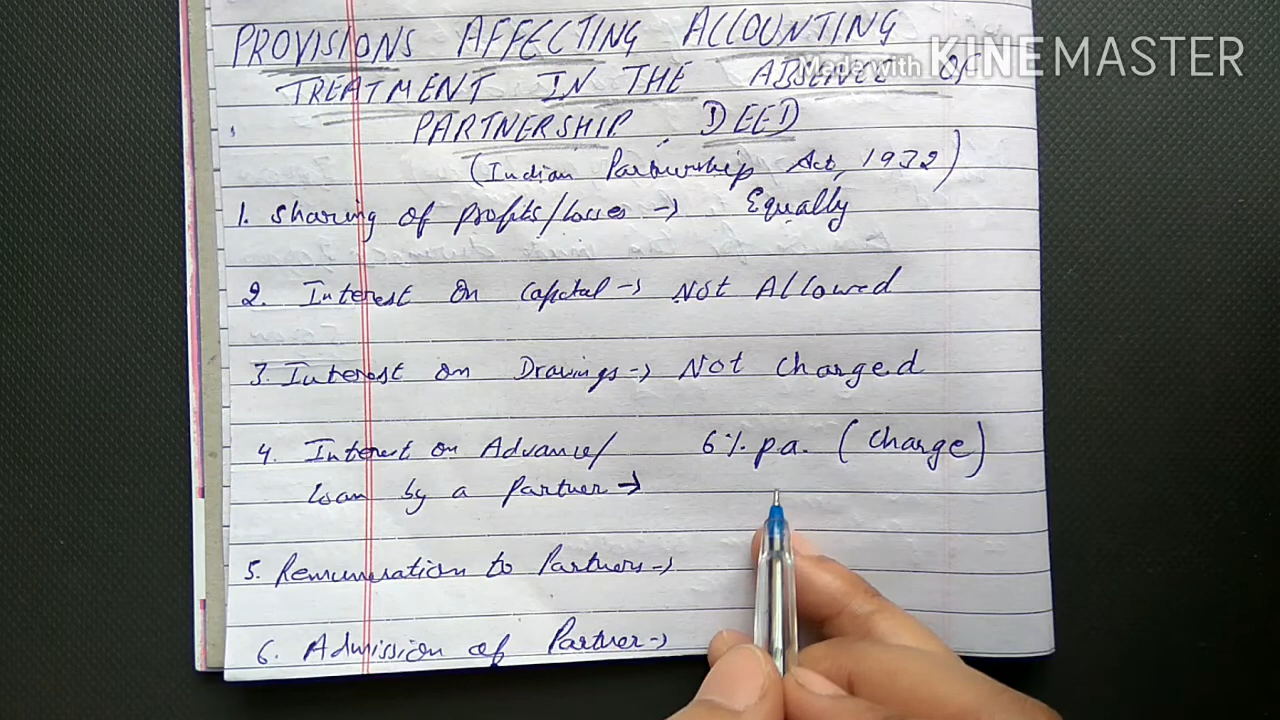 PROVISIONS AFFECTING ACCOUNTING
Made with KINEMASTER
TREATMENT IN THE ABSENCE OF
PARTNERSHIP DEED
(Indian Partnership Act, 1932)
1. Sharing of Profits/Losses → Equally
2. Interest on Capital → Not Allowed
3. Interest on Drawings → Not Charged
4. Interest on Advance/ 6% p.a. (Charge)
Loan by a Partner →
5. Remuneration to Partners →
6. Admission of Partner →